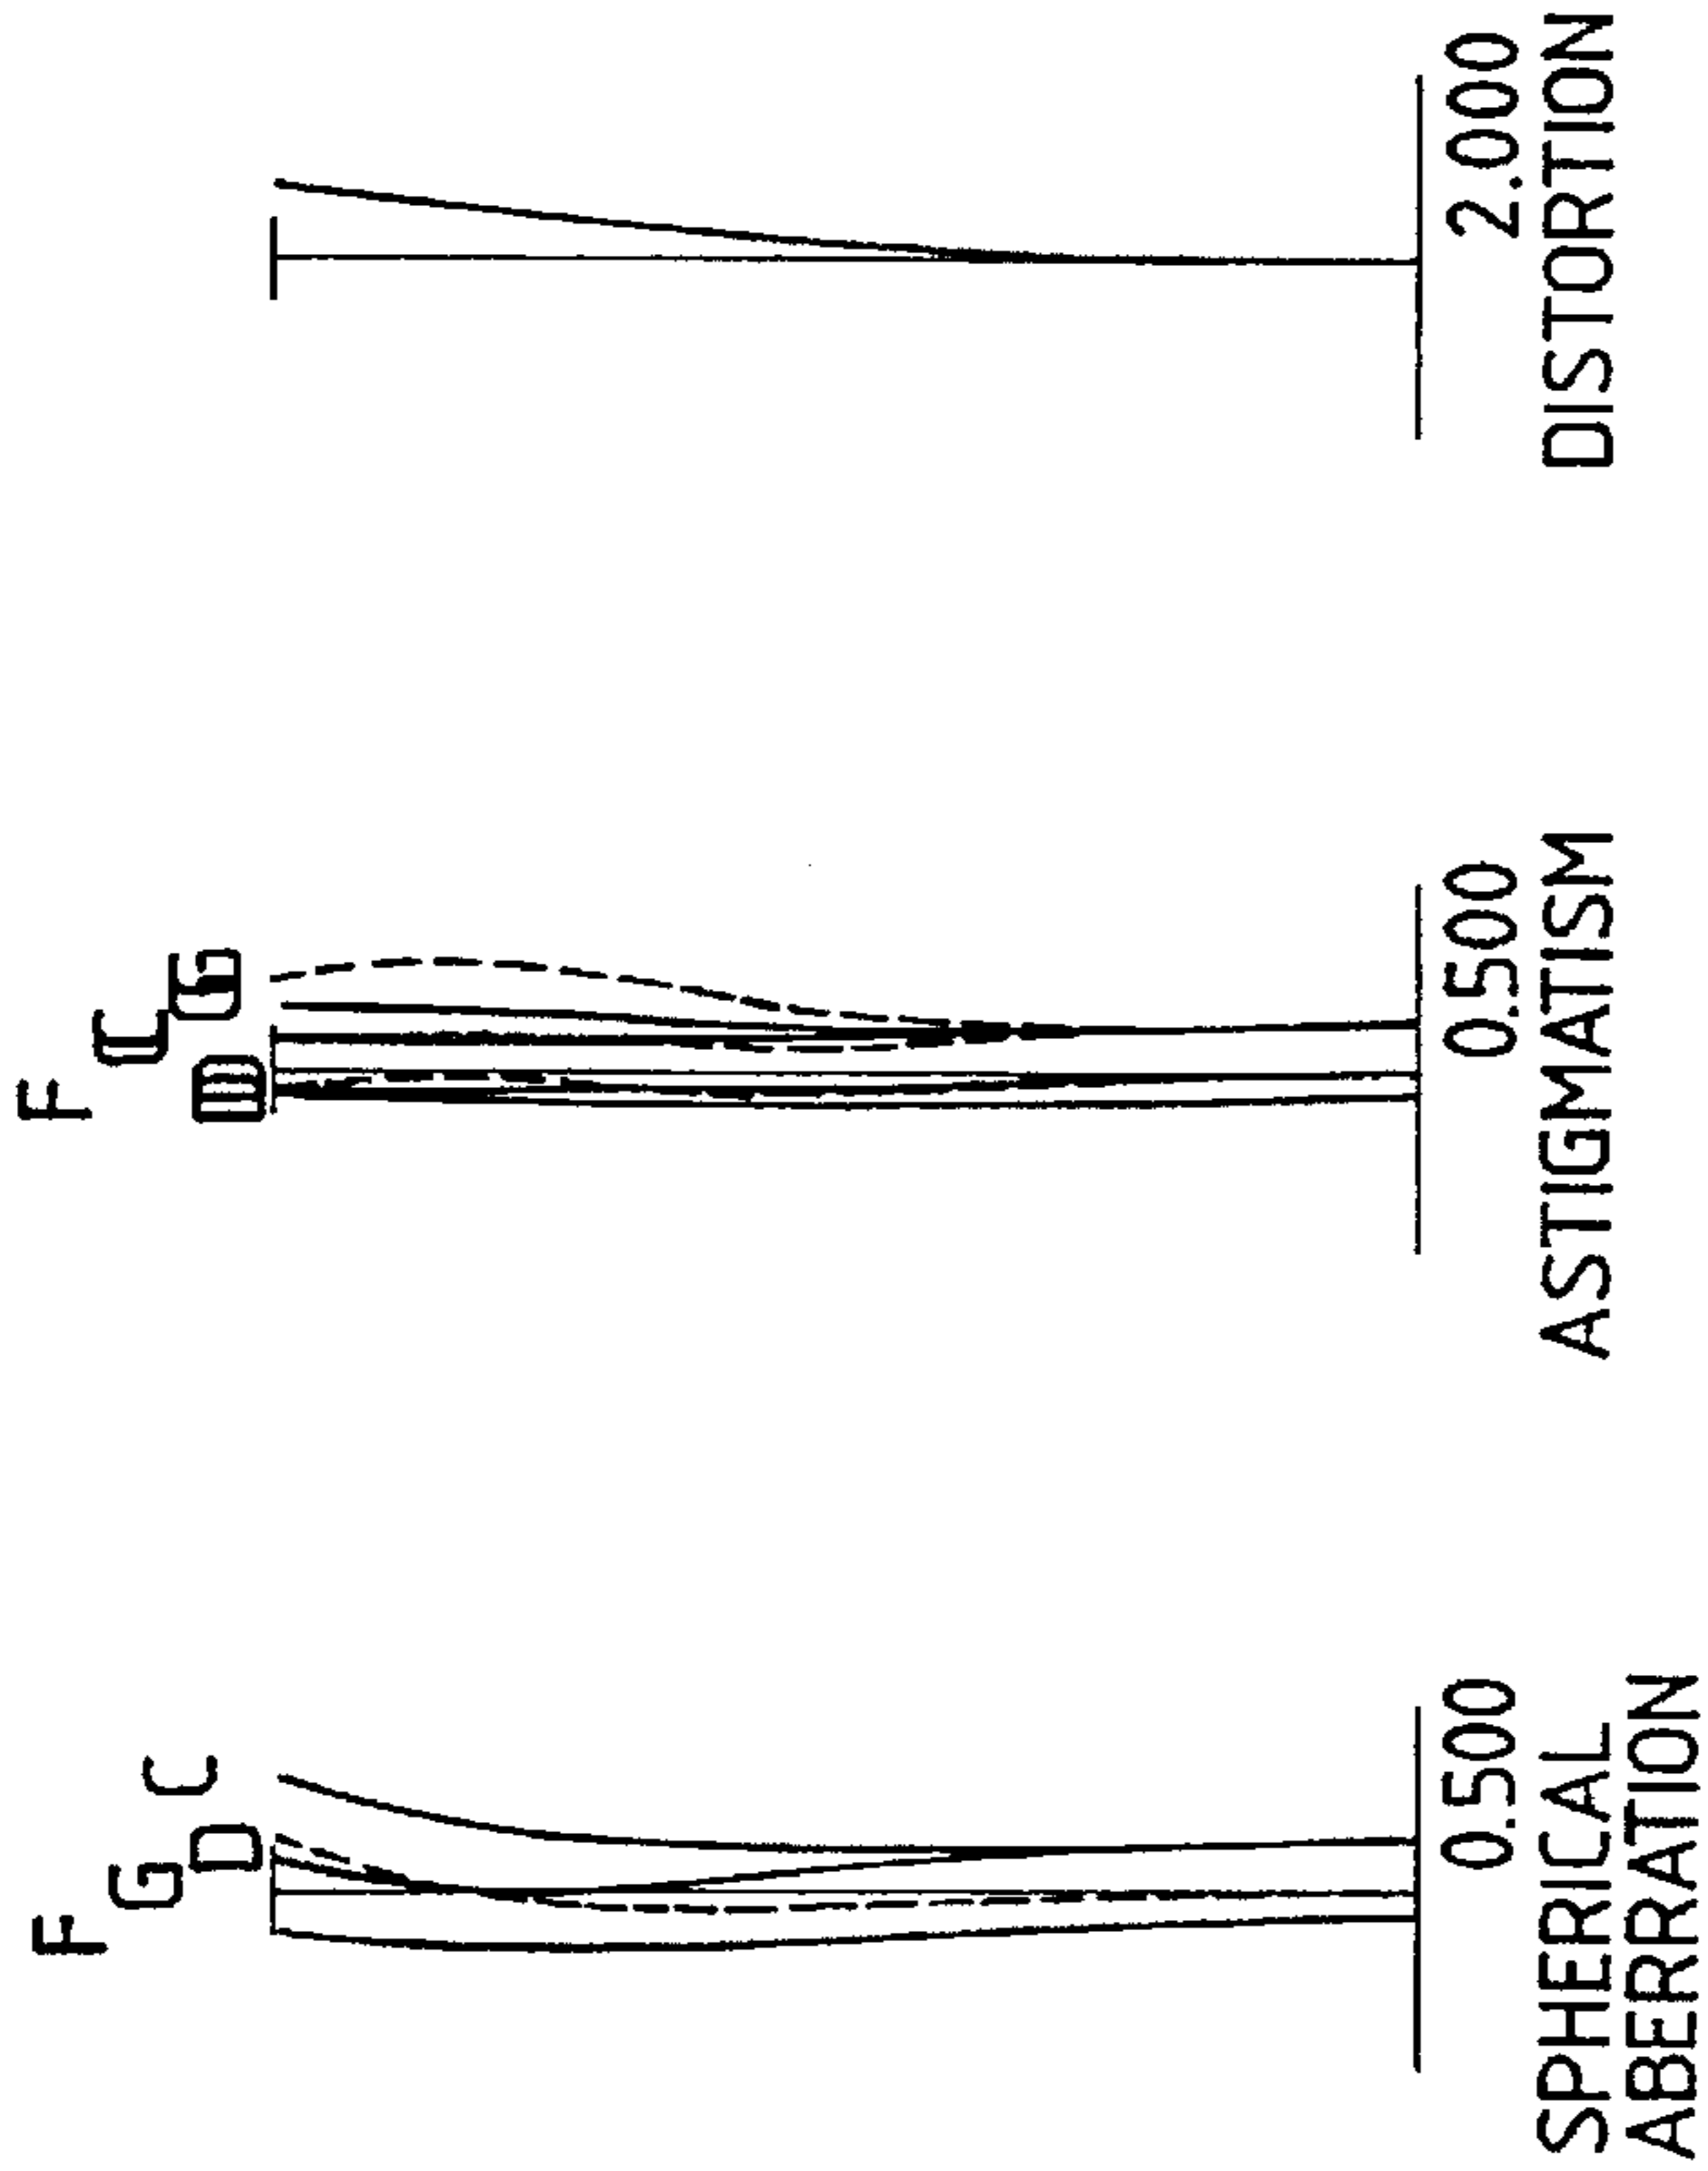 F
G
C
D
0.500
SPHERICAL
ABERRATION
F
C
G
D
0.500
ASTIGMATISM
2.000
DISTORTION